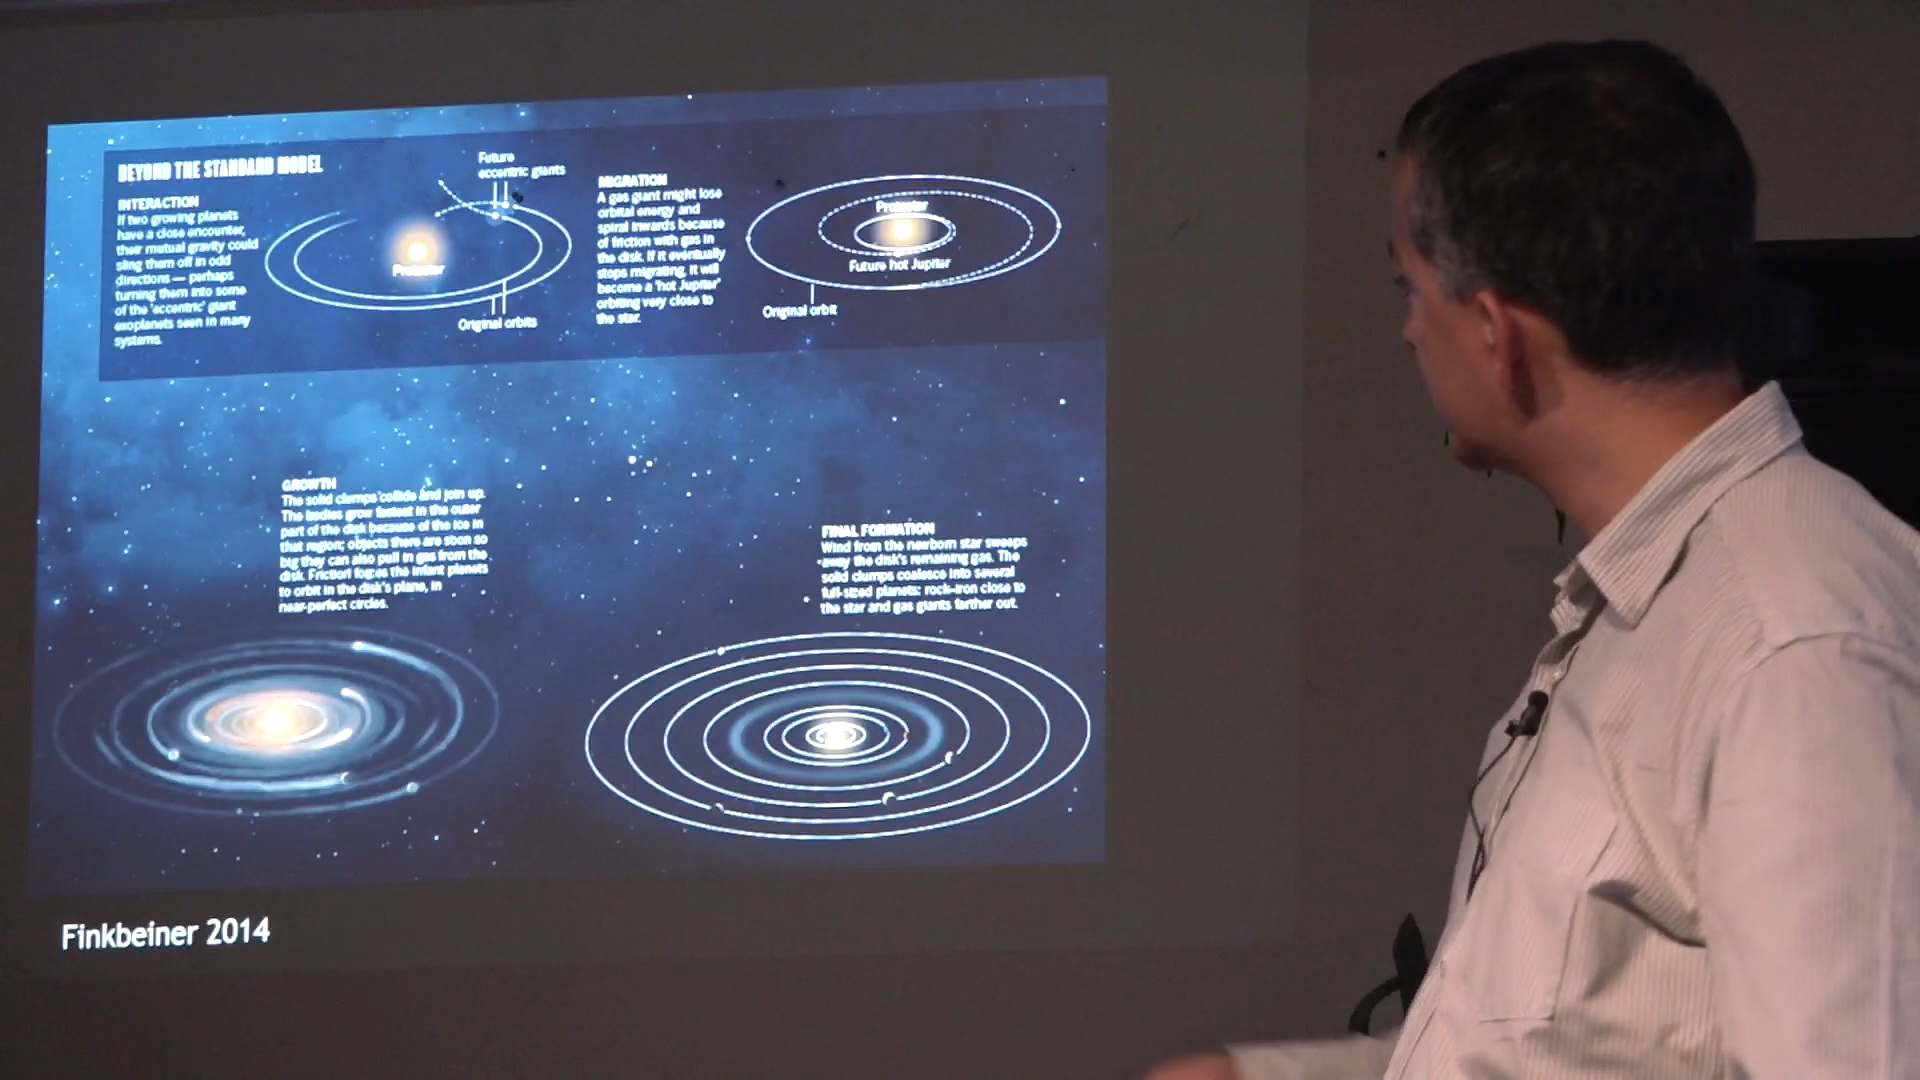 BEYOND THE STANDARD MODEL
INTERACTION
If two growing planets
have a close encounter,
their mutual gravity could
sling them off in odd
directions — perhaps
turning them into some
of the 'eccentric' giant
exoplanets seen in many
systems.
Future
eccentric giants
Protostar
Original orbits
MIGRATION
A gas giant might lose
orbital energy and
spiral inwards because
of friction with gas in
the disk. If it eventually
stops migrating, it will
become a 'hot Jupiter'
orbiting very close to
the star.
Protostar
Future hot Jupiter
Original orbit
GROWTH
The solid clumps collide and join up.
The bodies grow fastest in the outer
part of the disk because of the ice in
that region; objects there are soon so
big they can also pull in gas from the
disk. Friction forces the infant planets
to orbit in the disk's plane, in
near-perfect circles.
FINAL FORMATION
Wind from the newborn star sweeps
away the disk's remaining gas. The
solid clumps coalesce into several
full-sized planets: rock–iron close to
the star and gas giants farther out.
Finkbeiner 2014